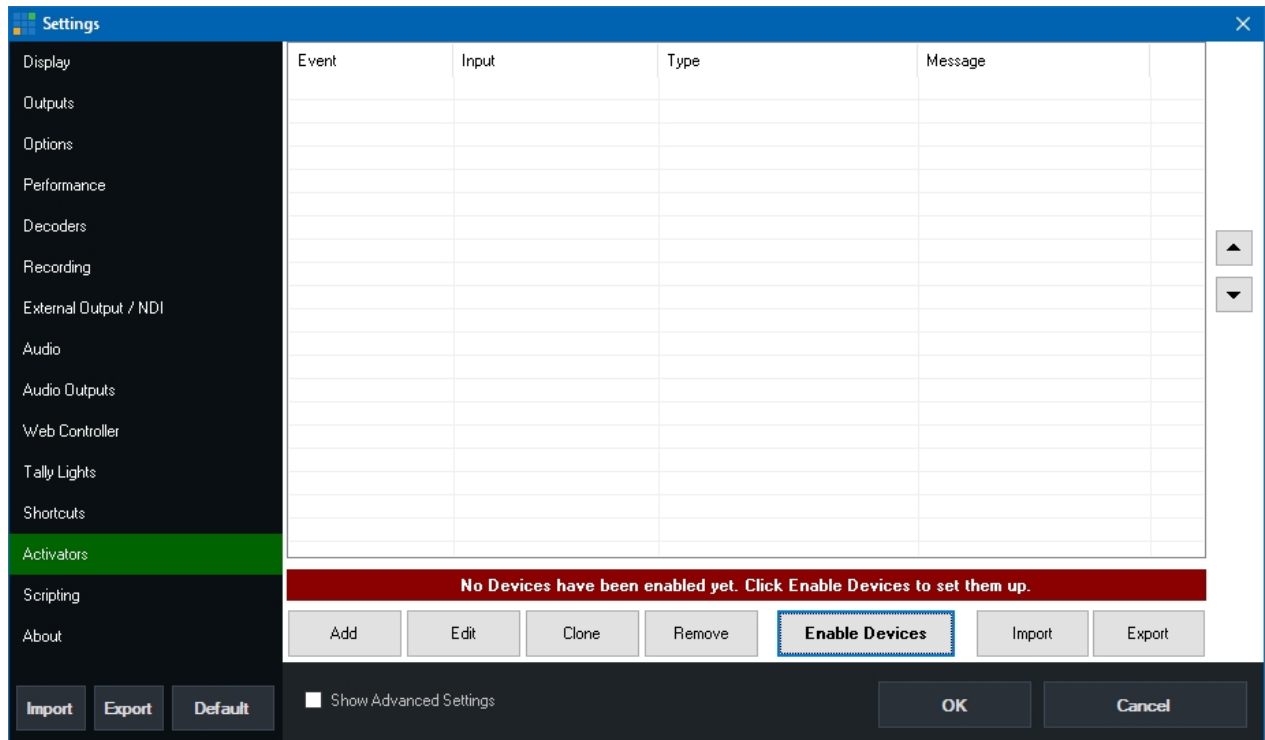 Settings
Display
Outputs
Options
Performance
Decoders
Recording
External Output / NDI
Audio
Audio Outputs
Web Controller
Tally Lights
Shortcuts
Activators
Scripting
About
Import Export Default
Event Input Type Message
No Devices have been enabled yet. Click Enable Devices to set them up.
Add Edit Clone Remove Enable Devices Import Export
Show Advanced Settings OK Cancel